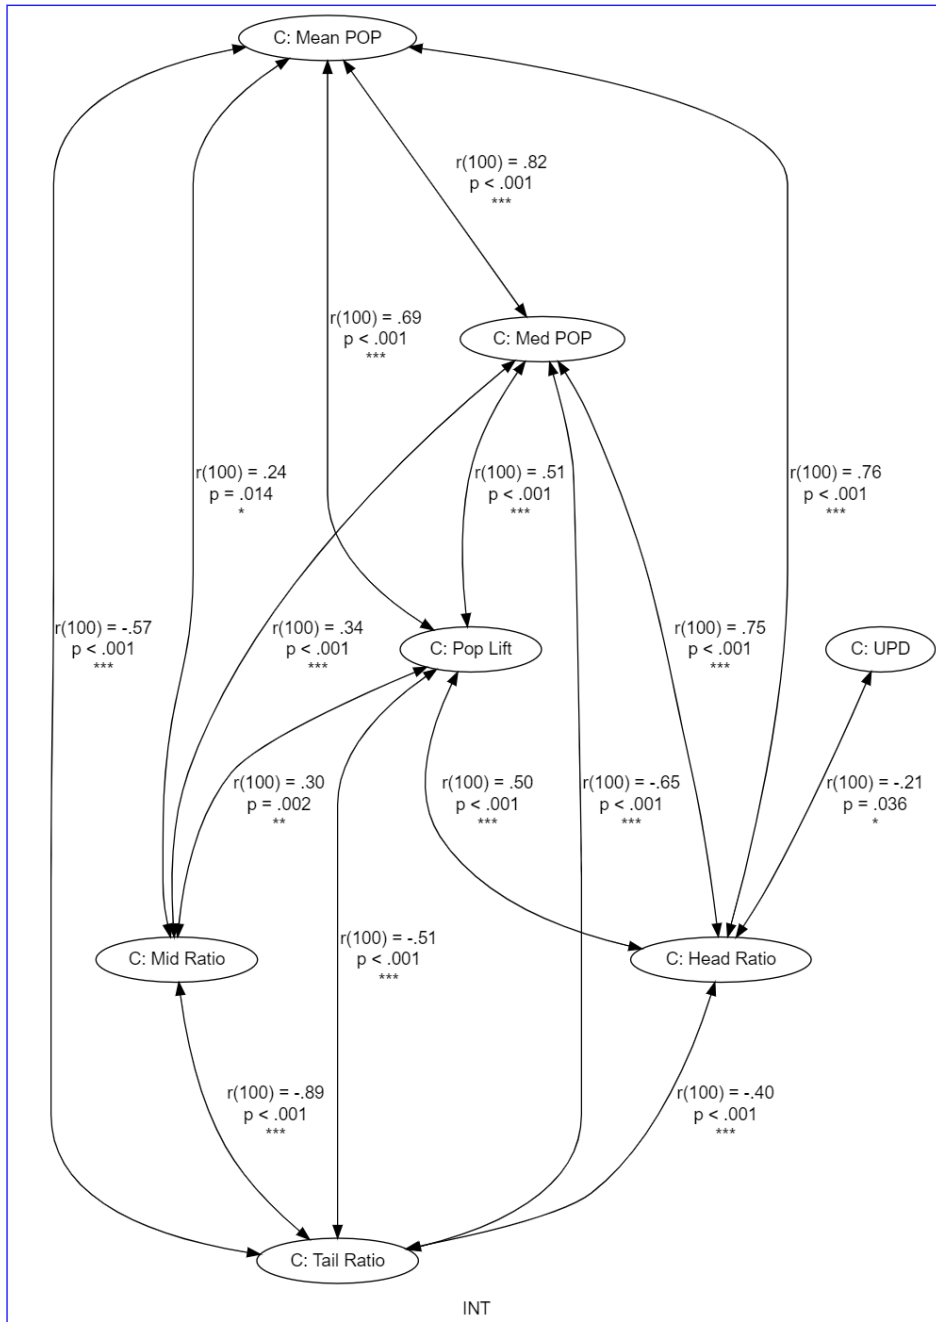 C: Mean POP
r(100) = .82
p < .001
***
r(100) = .69
p < .001
***
C: Med POP
r(100) = .24
p = .014
*
r(100) = .51
p < .001
***
r(100) = .76
p < .001
***
r(100) = -.57
p < .001
***
r(100) = .34
p < .001
***
C: Pop Lift
r(100) = .75
p < .001
***
C: UPD
r(100) = .30
p = .002
**
r(100) = .50
p < .001
***
r(100) = -.65
p < .001
***
r(100) = -.21
p = .036
*
r(100) = -.51
p < .001
***
C: Mid Ratio
C: Head Ratio
r(100) = -.89
p < .001
***
r(100) = -.40
p < .001
***
C: Tail Ratio
INT